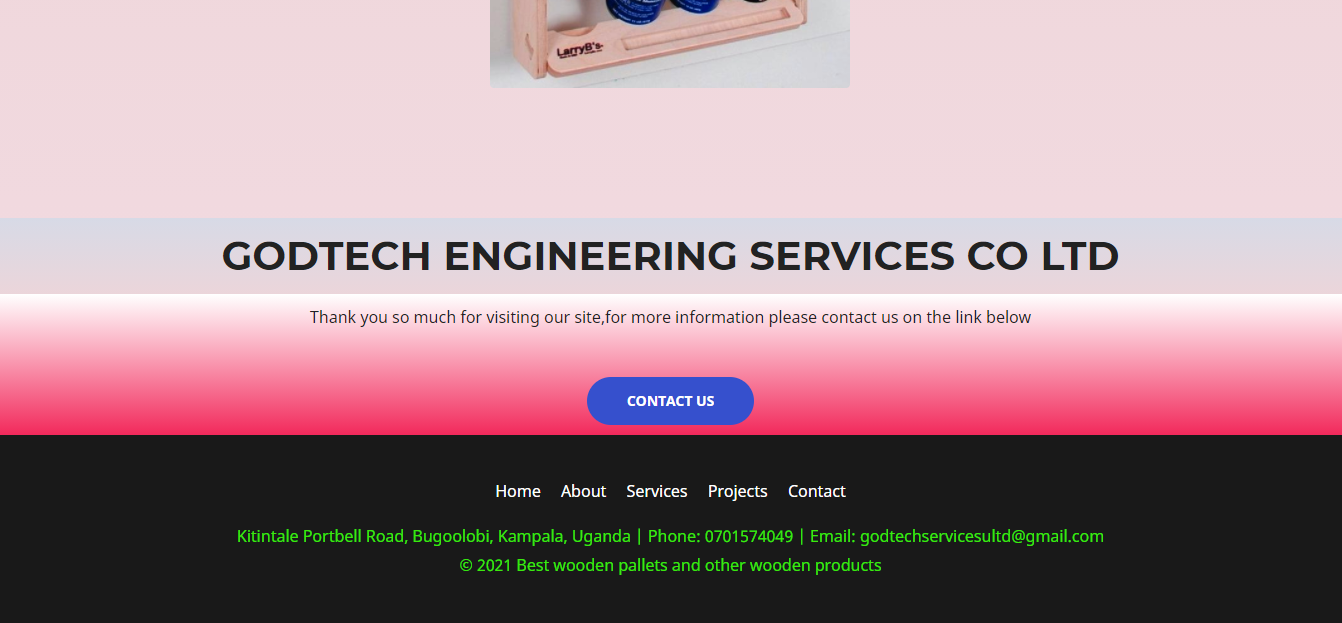 LarryB's
GODTECH ENGINEERING SERVICES CO LTD
Thank you so much for visiting our site,for more information please contact us on the link below
CONTACT US
Home About Services Projects Contact
Kitintale Portbell Road, Bugoolobi, Kampala, Uganda | Phone: 0701574049 | Email: godtechservicesultd@gmail.com
© 2021 Best wooden pallets and other wooden products